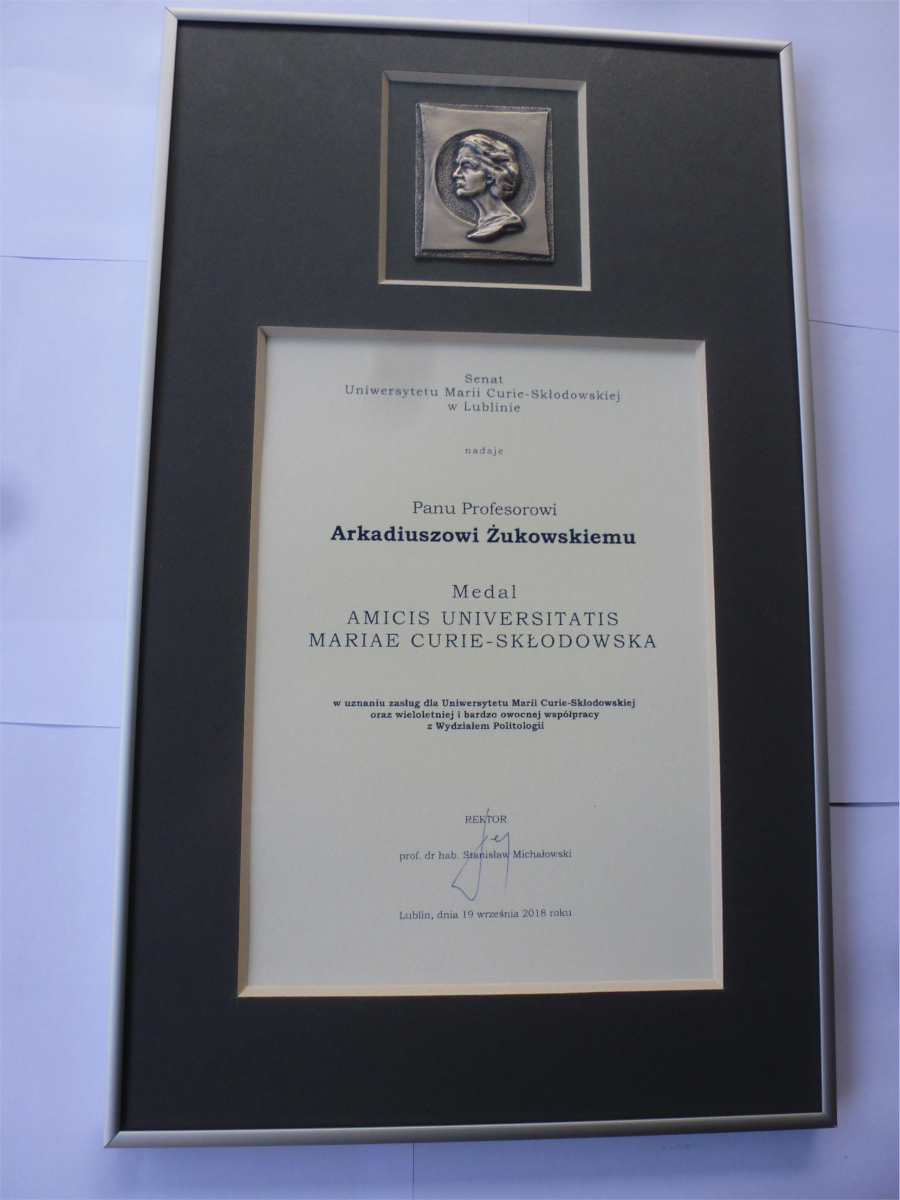 Senat
Uniwersytetu Marii Curie-Skłodowskiej
w Lublinie
nadaje
Panu Profesorowi
Arkadiuszowi Żukowskiemu
Medal
AMICIS UNIVERSITATIS
MARIAE CURIE-SKŁODOWSKA
w uznaniu zasług dla Uniwersytetu Marii Curie-Skłodowskiej
oraz wieloletniej i bardzo owocnej współpracy
z Wydziałem Politologii
REKTOR
prof. dr hab. Stanisław Michałowski
Lublin, dnia 19 września 2018 roku